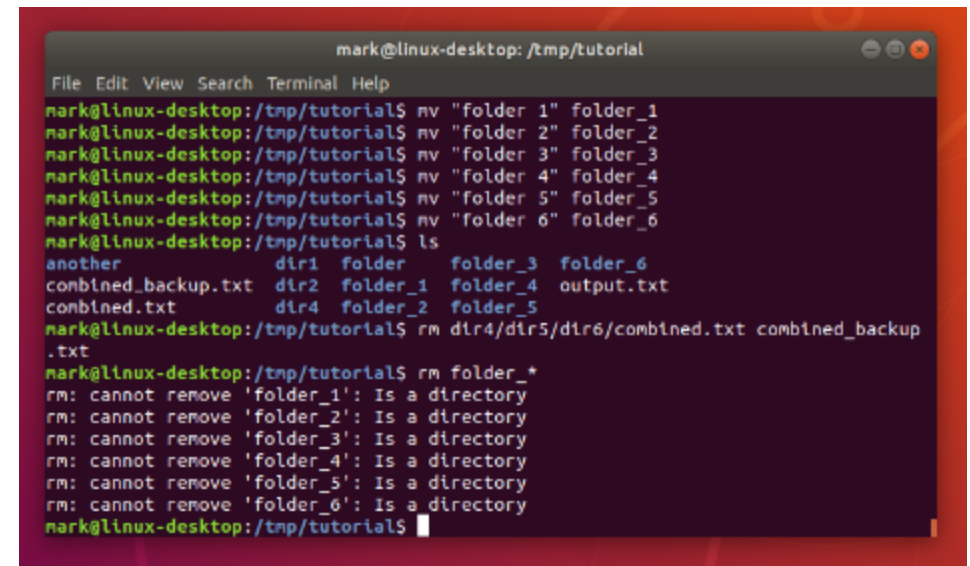 mark@linux-desktop: /tmp/tutorial
File Edit View Search Terminal Help
mark@linux-desktop:/tmp/tutorial$ mv "folder 1" folder_1
mark@linux-desktop:/tmp/tutorial$ mv "folder 2" folder_2
mark@linux-desktop:/tmp/tutorial$ mv "folder 3" folder_3
mark@linux-desktop:/tmp/tutorial$ mv "folder 4" folder_4
mark@linux-desktop:/tmp/tutorial$ mv "folder 5" folder_5
mark@linux-desktop:/tmp/tutorial$ mv "folder 6" folder_6
mark@linux-desktop:/tmp/tutorial$ ls
another              dir1  folder    folder_3  folder_6
combined_backup.txt  dir2  folder_1  folder_4  output.txt
combined.txt         dir4  folder_2  folder_5
mark@linux-desktop:/tmp/tutorial$ rm dir4/dir5/dir6/combined.txt combined_backup
.txt
mark@linux-desktop:/tmp/tutorial$ rm folder_*
rm: cannot remove 'folder_1': Is a directory
rm: cannot remove 'folder_2': Is a directory
rm: cannot remove 'folder_3': Is a directory
rm: cannot remove 'folder_4': Is a directory
rm: cannot remove 'folder_5': Is a directory
rm: cannot remove 'folder_6': Is a directory
mark@linux-desktop:/tmp/tutorial$